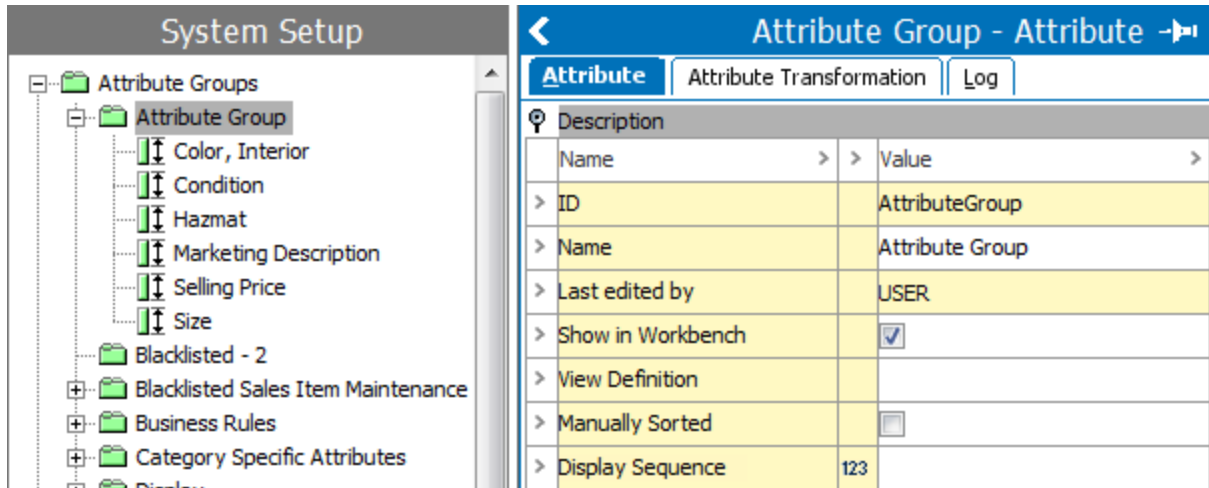 System Setup
Attribute Groups
Attribute Group
Color, Interior
Condition
Hazmat
Marketing Description
Selling Price
Size
Blacklisted - 2
Blacklisted Sales Item Maintenance
Business Rules
Category Specific Attributes
Attribute Group - Attribute
Attribute
Attribute Transformation
Log
Description
Name > > Value >
> ID AttributeGroup
> Name Attribute Group
> Last edited by USER
> Show in Workbench
> View Definition
> Manually Sorted
> Display Sequence 123